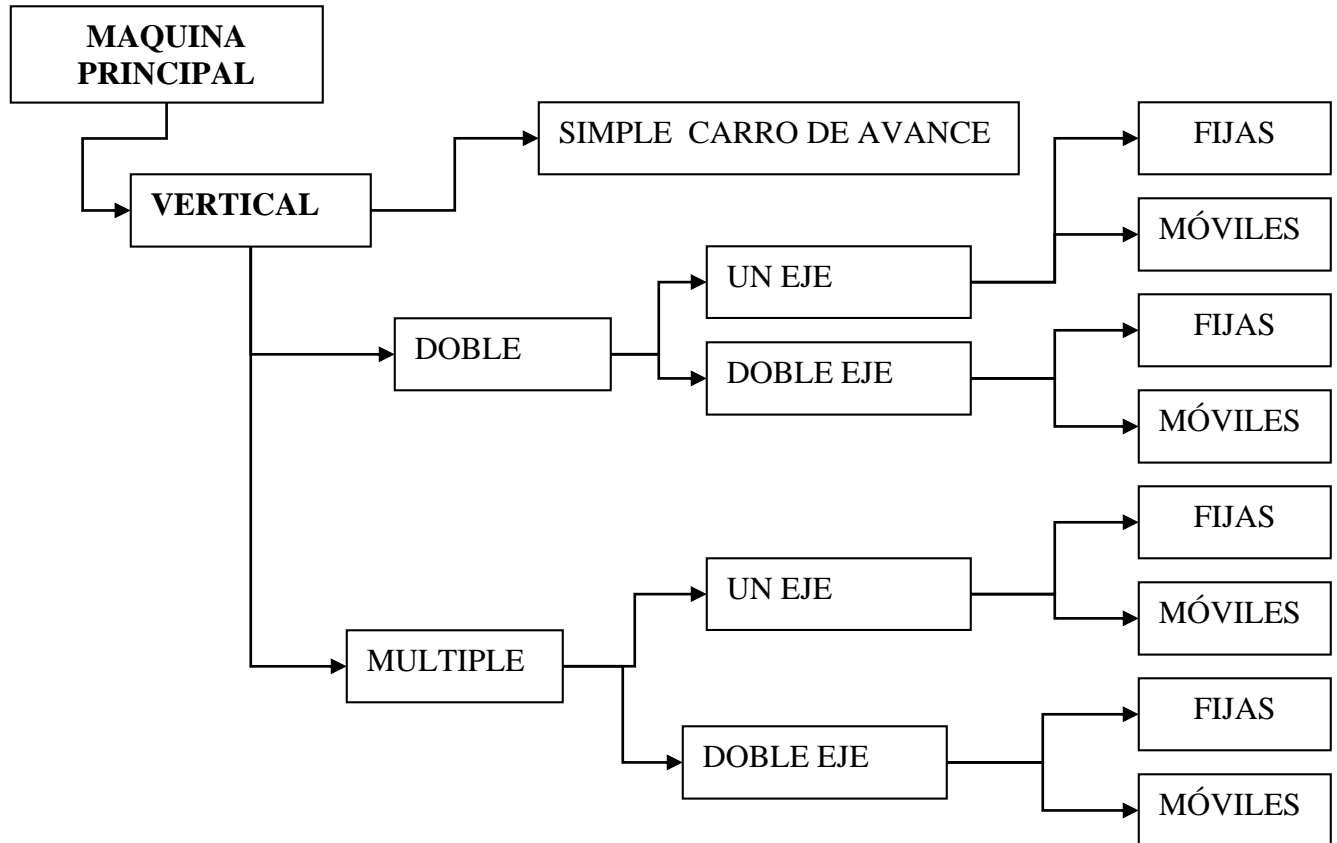 MAQUINA
PRINCIPAL
SIMPLE CARRO DE AVANCE
FIJAS
VERTICAL
MÓVILES
UN EJE
FIJAS
DOBLE
DOBLE EJE
MÓVILES
FIJAS
UN EJE
MÓVILES
MULTIPLE
FIJAS
DOBLE EJE
MÓVILES